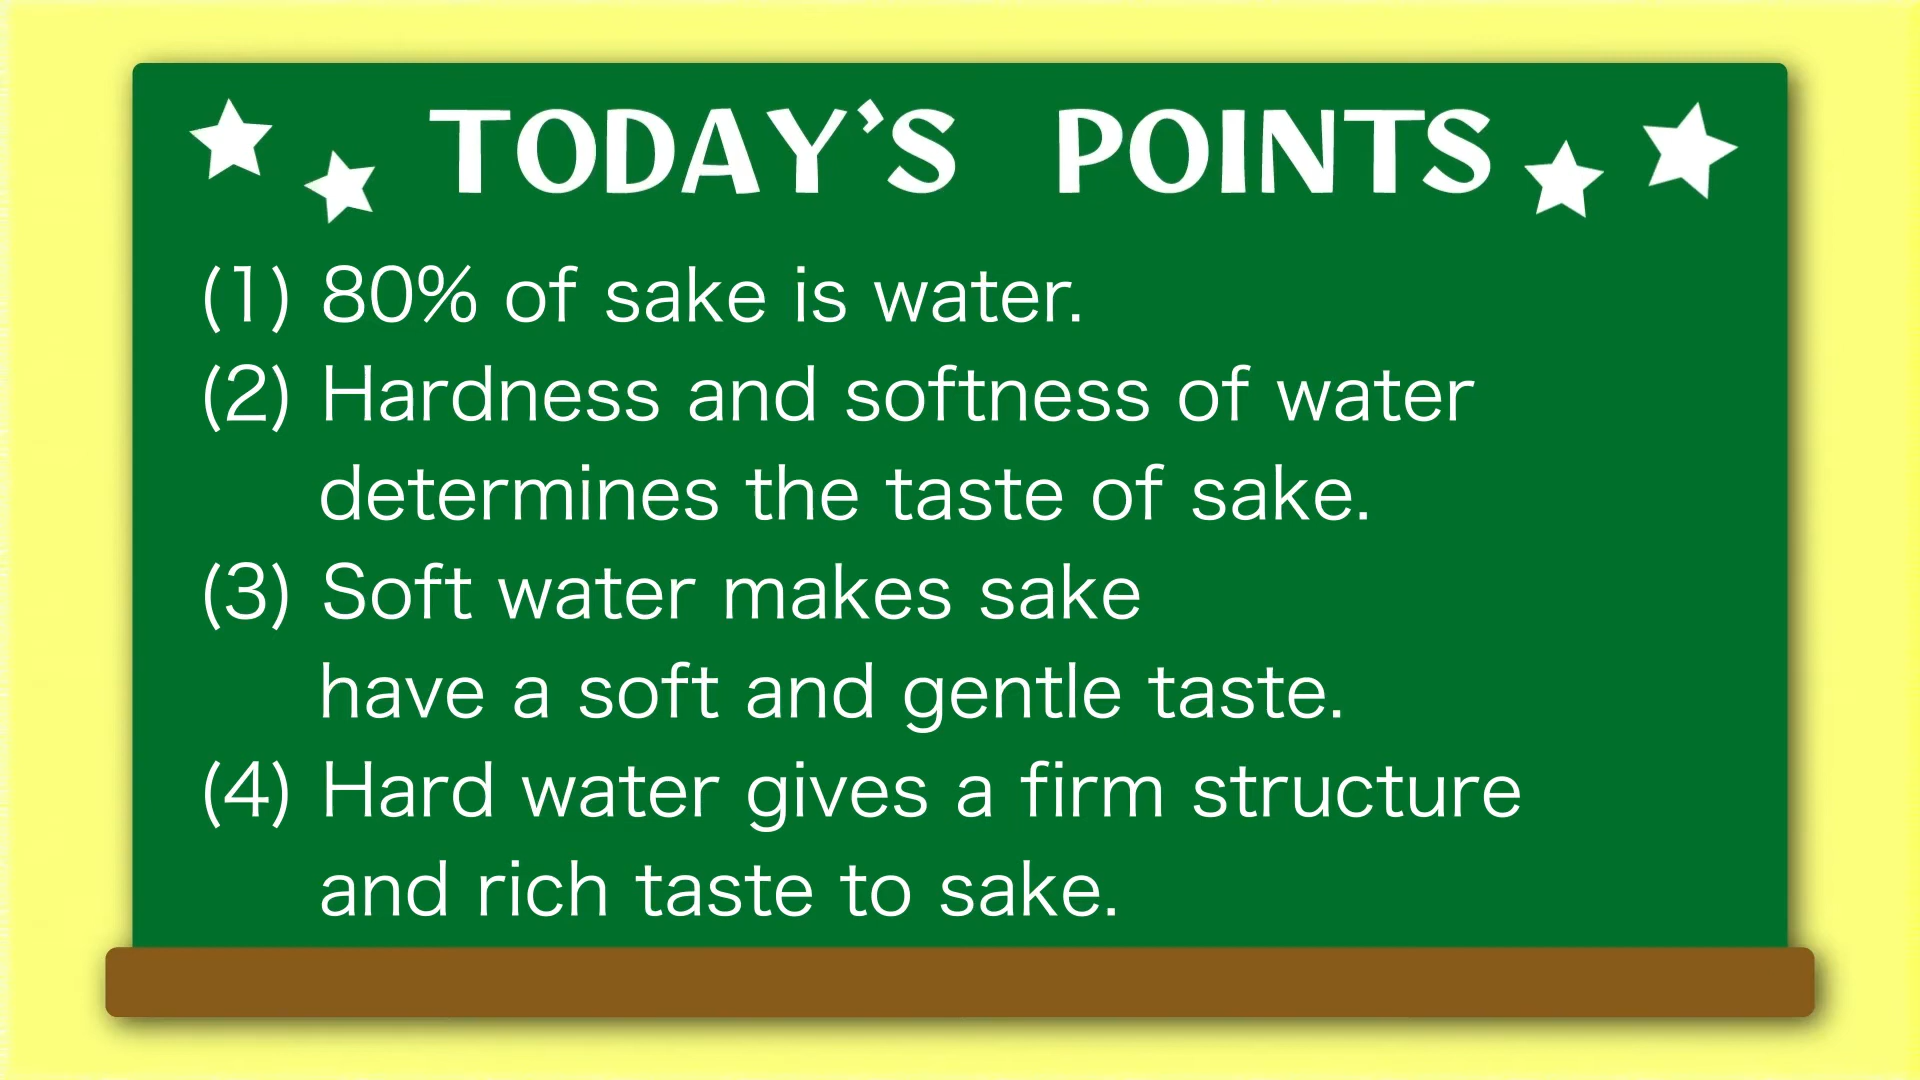 TODAY'S POINTS
(1) 80% of sake is water.
(2) Hardness and softness of water
determines the taste of sake.
(3) Soft water makes sake
have a soft and gentle taste.
(4) Hard water gives a firm structure
and rich taste to sake.